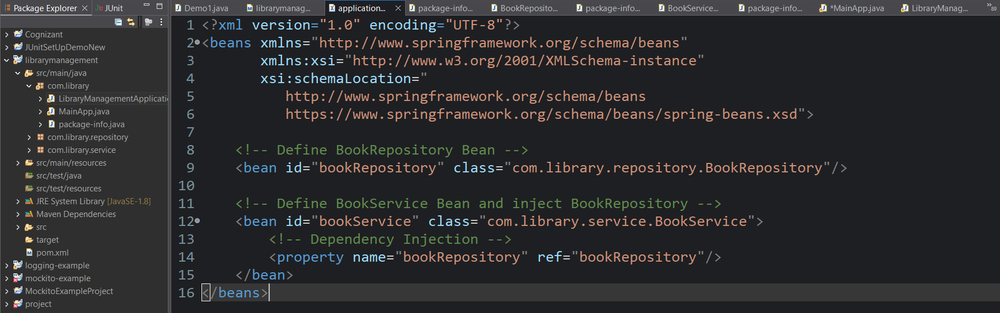 Package Explorer JUnit
Cognizant
JUnitSetUpDemoNew
librarymanagement
src/main/java
com.library
LibraryManagementApplicati
MainApp.java
package-info.java
com.library.repository
com.library.service
src/main/resources
src/test/java
src/test/resources
JRE System Library [JavaSE-1.8]
Maven Dependencies
src
target
pom.xml
logging-example
mockito-example
MockitoExampleProject
project
Demo1.java librarymanag... application... package-info... BookReposito... package-info... BookService... package-info... *MainApp.java LibraryManag... »89
1 <?xml version="1.0" encoding="UTF-8"?>
2 <beans xmlns="http://www.springframework.org/schema/beans"
3 xmlns:xsi="http://www.w3.org/2001/XMLSchema-instance"
4 xsi:schemaLocation="
5 http://www.springframework.org/schema/beans
6 https://www.springframework.org/schema/beans/spring-beans.xsd">
7
8 <!-- Define BookRepository Bean -->
9 <bean id="bookRepository" class="com.library.repository.BookRepository"/>
10
11 <!-- Define BookService Bean and inject BookRepository -->
12 <bean id="bookService" class="com.library.service.BookService">
13 <!-- Dependency Injection -->
14 <property name="bookRepository" ref="bookRepository"/>
15 </bean>
16 </beans>